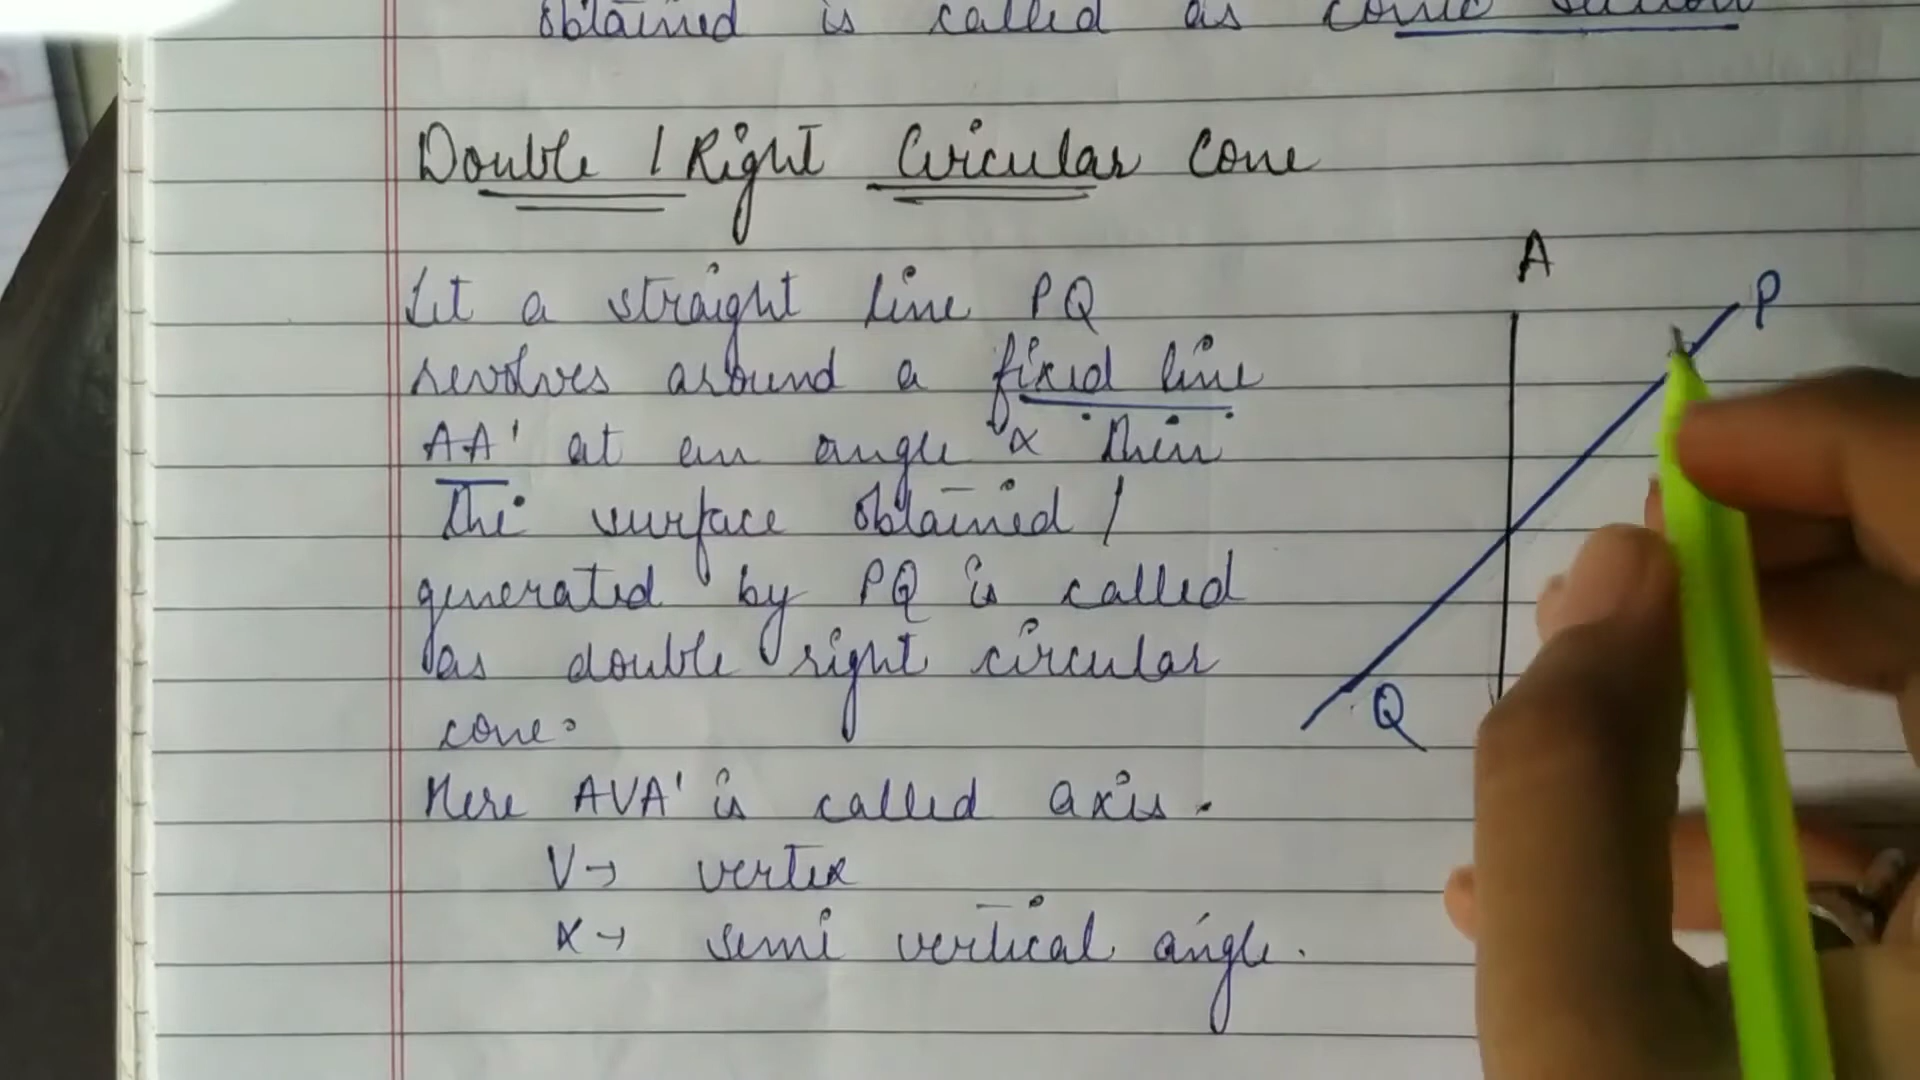 obtained is called as conic section
Double / Right Circular Cone
Let a straight line PQ
revolves around a fixed line
AA' at an angle α then
the surface obtained /
generated by PQ is called
as double right circular
cone.
Here AVA' is called axis.
V→ vertex
α→ semi vertical angle.
A
P
Q